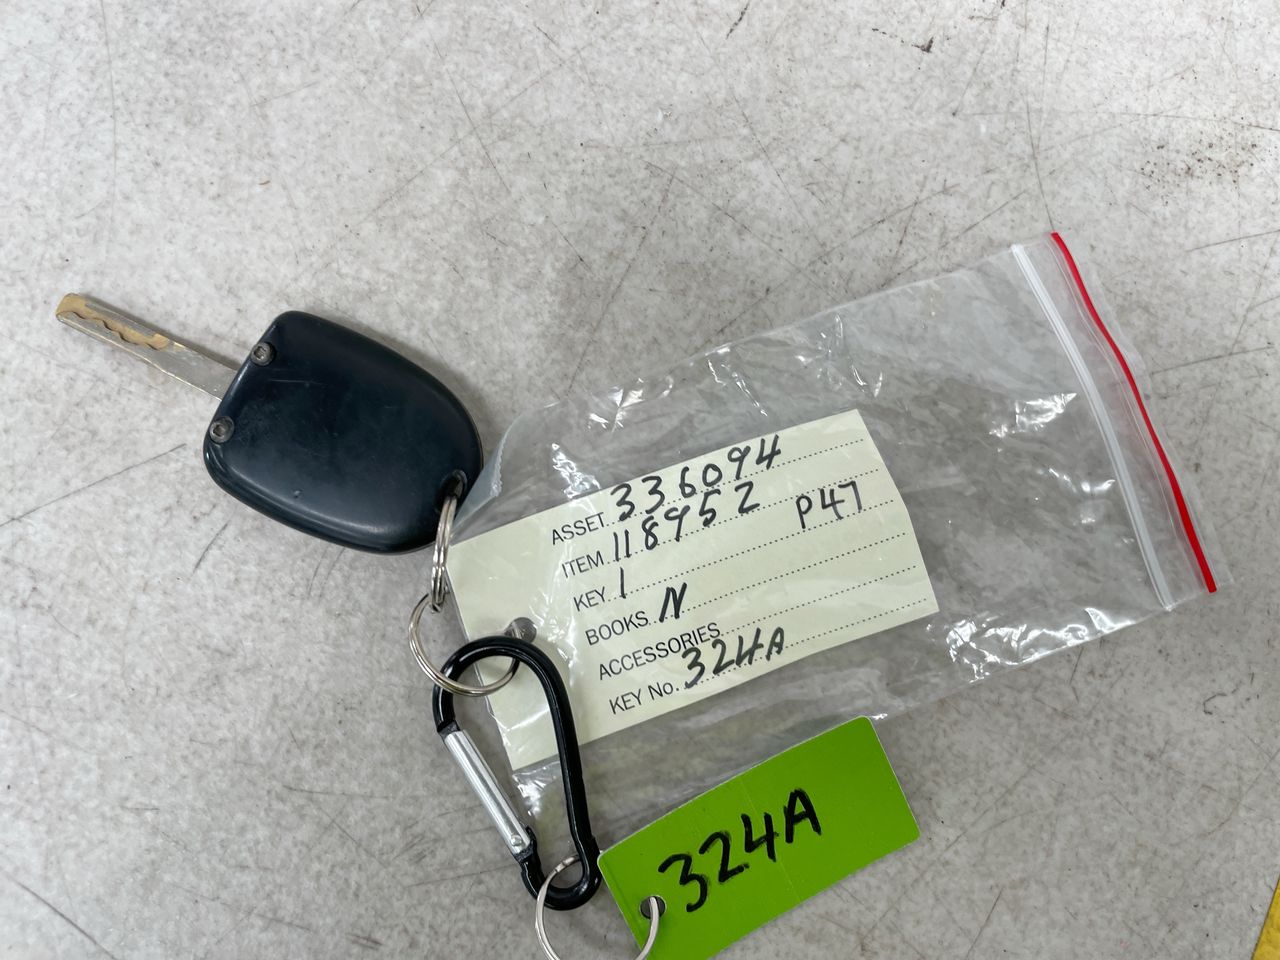 ASSET 336094
ITEM 118952 P47
KEY 1
BOOKS N
ACCESSORIES
KEY No. 324A
324A